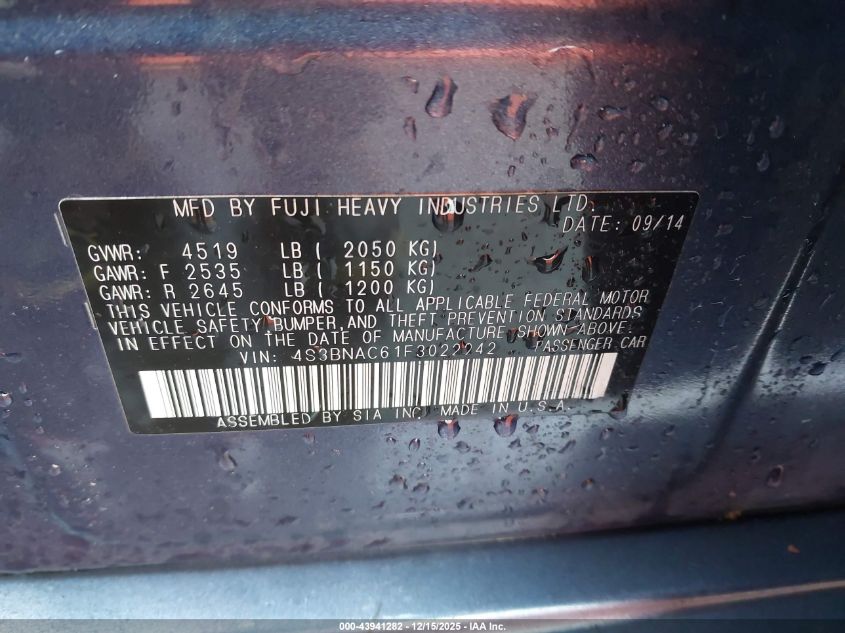 MFD BY FUJI HEAVY INDUSTRIES LTD.
DATE: 09/14
GVWR: 4519 LB ( 2050 KG)
GAWR: F 2535 LB ( 1150 KG)
GAWR: R 2645 LB ( 1200 KG)
THIS VEHICLE CONFORMS TO ALL APPLICABLE FEDERAL MOTOR
VEHICLE SAFETY, BUMPER, AND THEFT PREVENTION STANDARDS
IN EFFECT ON THE DATE OF MANUFACTURE SHOWN ABOVE.
VIN: 4S3BNAC61F3022242 PASSENGER CAR
ASSEMBLED BY SIA INC. MADE IN U.S.A.
000-43941282 - 12/15/2025 - IAA Inc.